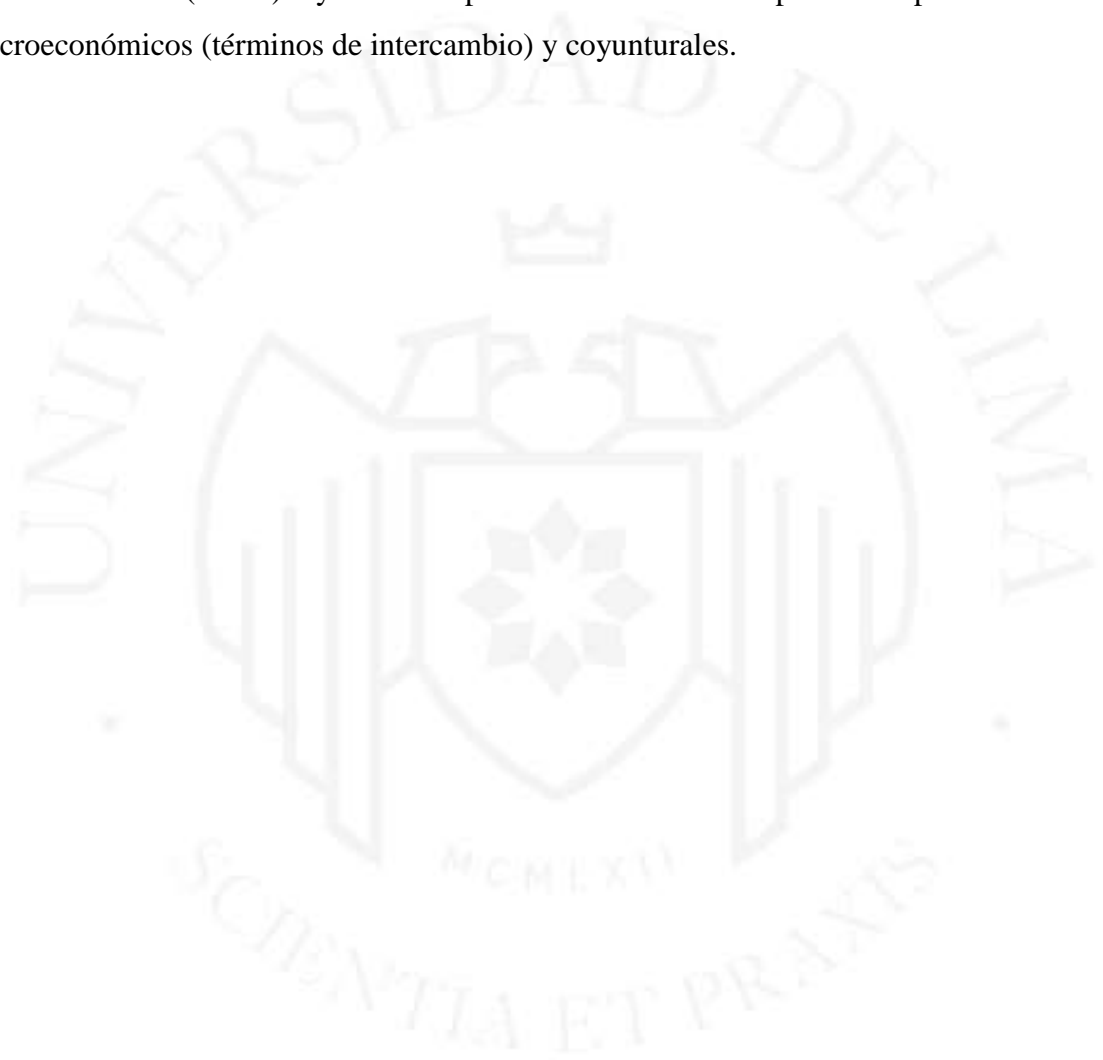 croeconómicos (términos de intercambio) y coyunturales.
UNIVERSIDAD DE LIMA
MCMLXII
SCIENTIA ET PRAXIS